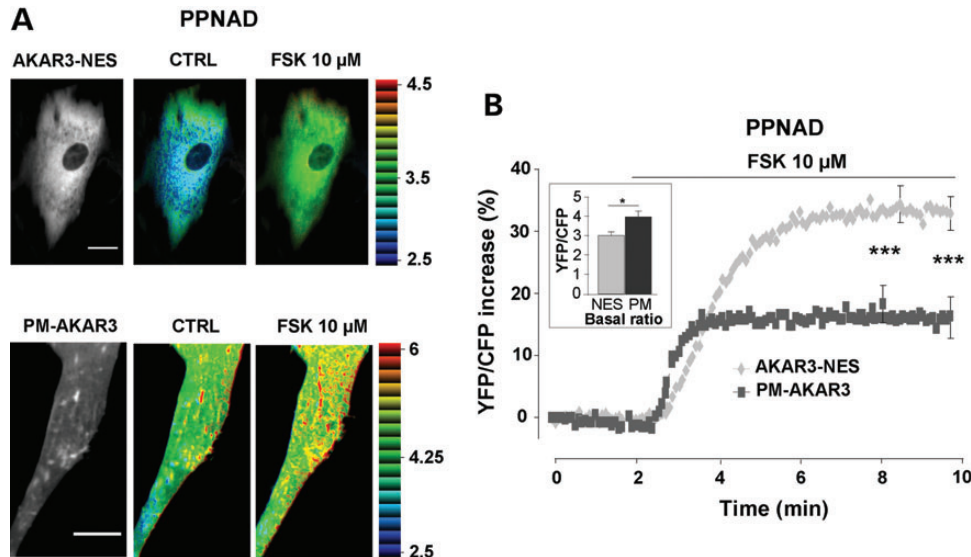 A
PPNAD
AKAR3-NES CTRL FSK 10 µM
4.5
3.5
2.5
PM-AKAR3 CTRL FSK 10 µM
6
4.25
2.5
B
PPNAD
FSK 10 µM
YFP/CFP increase (%)
40
30
20
10
0
0 2 4 6 8 10
Time (min)
YFP/CFP
5
4
3
2
1
0
*
NES PM
Basal ratio
***
***
AKAR3-NES
PM-AKAR3